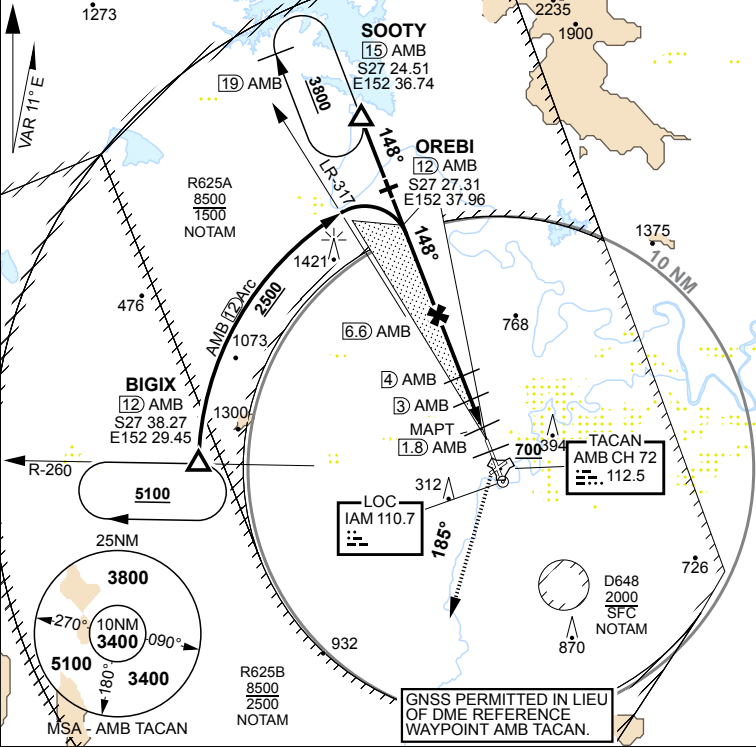 1273
2235
1900
SOOTY
15 AMB
S27 24.51
E152 36.74
19 AMB
3800
VAR 11° E
148°
OREBI
12 AMB
S27 27.31
E152 37.96
LR-317
R625A
8500
1500
NOTAM
148°
1375
10 NM
1421
AMB 12 Arc
2500
476
768
1073
6.6 AMB
BIGIX
12 AMB
S27 38.27
E152 29.45
4 AMB
3 AMB
1300
MAPT
1.8 AMB
700
394
TACAN
AMB CH 72
112.5
R-260
5100
312
LOC
IAM 110.7
185°
25NM
3800
270°
10NM
3400
090°
5100
180°
3400
MSA - AMB TACAN
726
D648
2000
SFC
NOTAM
870
932
R625B
8500
2500
NOTAM
GNSS PERMITTED IN LIEU
OF DME REFERENCE
WAYPOINT AMB TACAN.